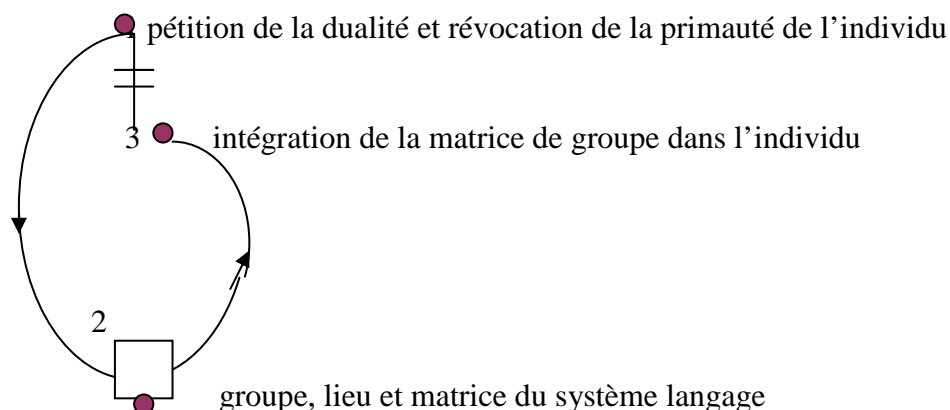 pétition de la dualité et révocation de la primauté de l’individu
3 intégration de la matrice de groupe dans l’individu
2
groupe, lieu et matrice du système langage